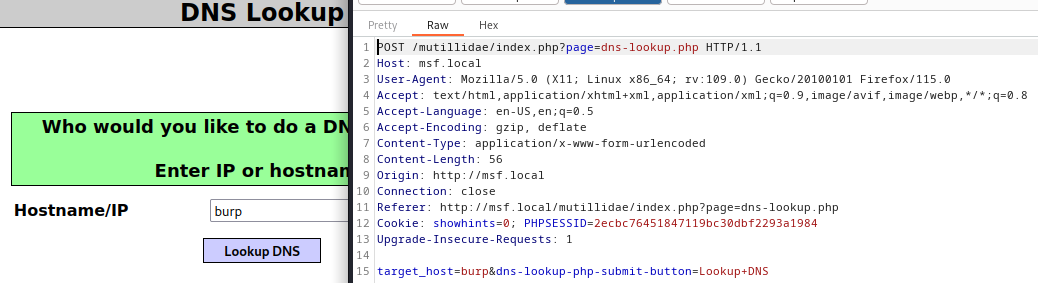 DNS Lookup
Who would you like to do a DN
Enter IP or hostnan
Hostname/IP
burp
Lookup DNS
Pretty
Raw
Hex
1 POST /mutillidae/index.php?page=dns-lookup.php HTTP/1.1
2 Host: msf.local
3 User-Agent: Mozilla/5.0 (X11; Linux x86_64; rv:109.0) Gecko/20100101 Firefox/115.0
4 Accept: text/html,application/xhtml+xml,application/xml;q=0.9,image/avif,image/webp,*/*;q=0.8
5 Accept-Language: en-US,en;q=0.5
6 Accept-Encoding: gzip, deflate
7 Content-Type: application/x-www-form-urlencoded
8 Content-Length: 56
9 Origin: http://msf.local
10 Connection: close
11 Referer: http://msf.local/mutillidae/index.php?page=dns-lookup.php
12 Cookie: showhints=0; PHPSESSID=2ecbc76451847119bc30dbf2293a1984
13 Upgrade-Insecure-Requests: 1
14
15 target_host=burp&dns-lookup-php-submit-button=Lookup+DNS